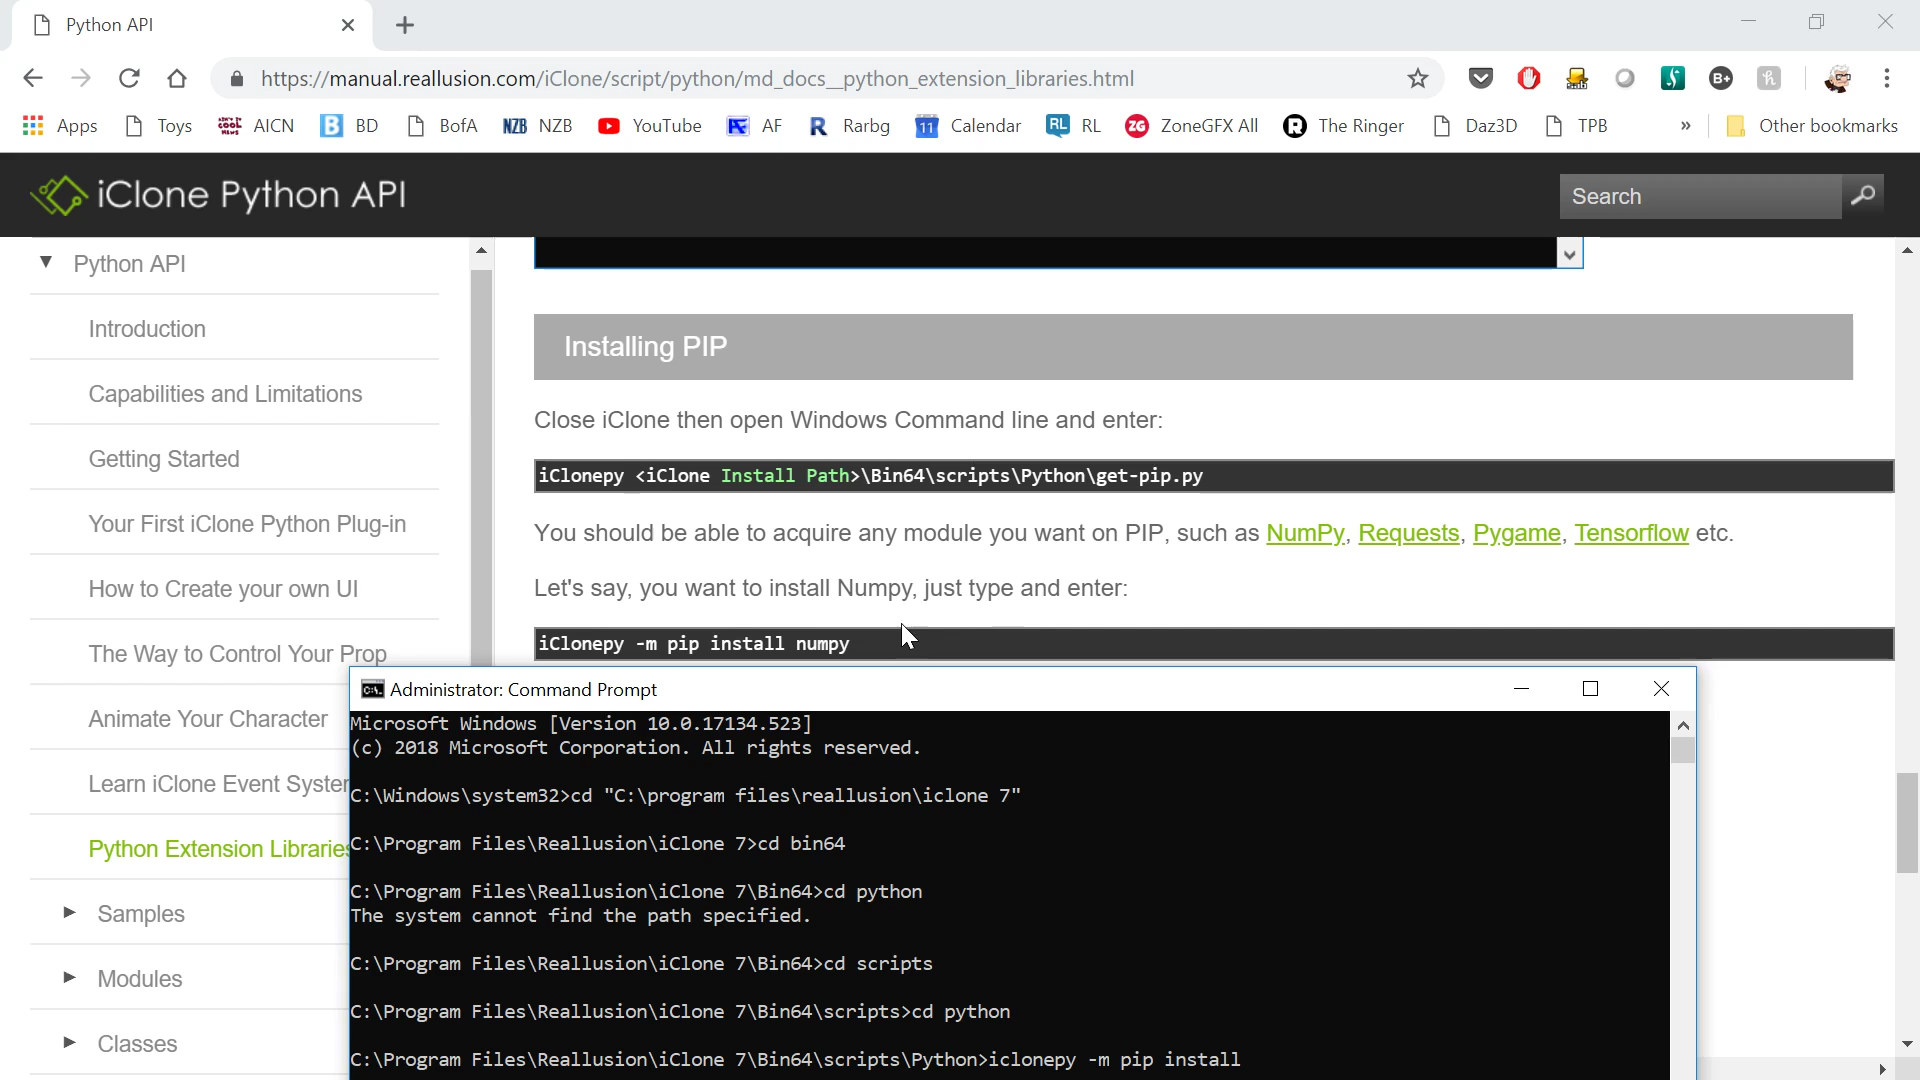 Python API
https://manual.reallusion.com/iClone/script/python/md_docs__python_extension_libraries.html
Apps Toys AICN BD BofA NZB NZB YouTube AF Rarbg 11 Calendar RL RL ZG ZoneGFX All R The Ringer Daz3D TPB » Other bookmarks
iClone Python API
Search
Python API
Introduction
Capabilities and Limitations
Getting Started
Your First iClone Python Plug-in
How to Create your own UI
The Way to Control Your Prop
Animate Your Character
Learn iClone Event Syster
Python Extension Libraries
Samples
Modules
Classes
Installing PIP
Close iClone then open Windows Command line and enter:
iClonepy <iClone Install Path>\Bin64\scripts\Python\get-pip.py
You should be able to acquire any module you want on PIP, such as NumPy, Requests, Pygame, Tensorflow etc.
Let's say, you want to install Numpy, just type and enter:
iClonepy -m pip install numpy
Administrator: Command Prompt
Microsoft Windows [Version 10.0.17134.523]
(c) 2018 Microsoft Corporation. All rights reserved.
C:\Windows\system32>cd "C:\program files\reallusion\iclone 7"
C:\Program Files\Reallusion\iClone 7>cd bin64
C:\Program Files\Reallusion\iClone 7\Bin64>cd python
The system cannot find the path specified.
C:\Program Files\Reallusion\iClone 7\Bin64>cd scripts
C:\Program Files\Reallusion\iClone 7\Bin64\scripts>cd python
C:\Program Files\Reallusion\iClone 7\Bin64\scripts\Python>iclonepy -m pip install